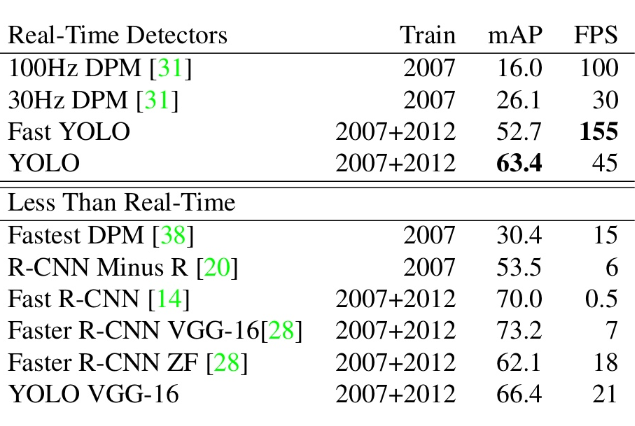 Real-Time Detectors Train mAP FPS
100Hz DPM [31] 2007 16.0 100
30Hz DPM [31] 2007 26.1 30
Fast YOLO 2007+2012 52.7 155
YOLO 2007+2012 63.4 45
Less Than Real-Time
Fastest DPM [38] 2007 30.4 15
R-CNN Minus R [20] 2007 53.5 6
Fast R-CNN [14] 2007+2012 70.0 0.5
Faster R-CNN VGG-16[28] 2007+2012 73.2 7
Faster R-CNN ZF [28] 2007+2012 62.1 18
YOLO VGG-16 2007+2012 66.4 21